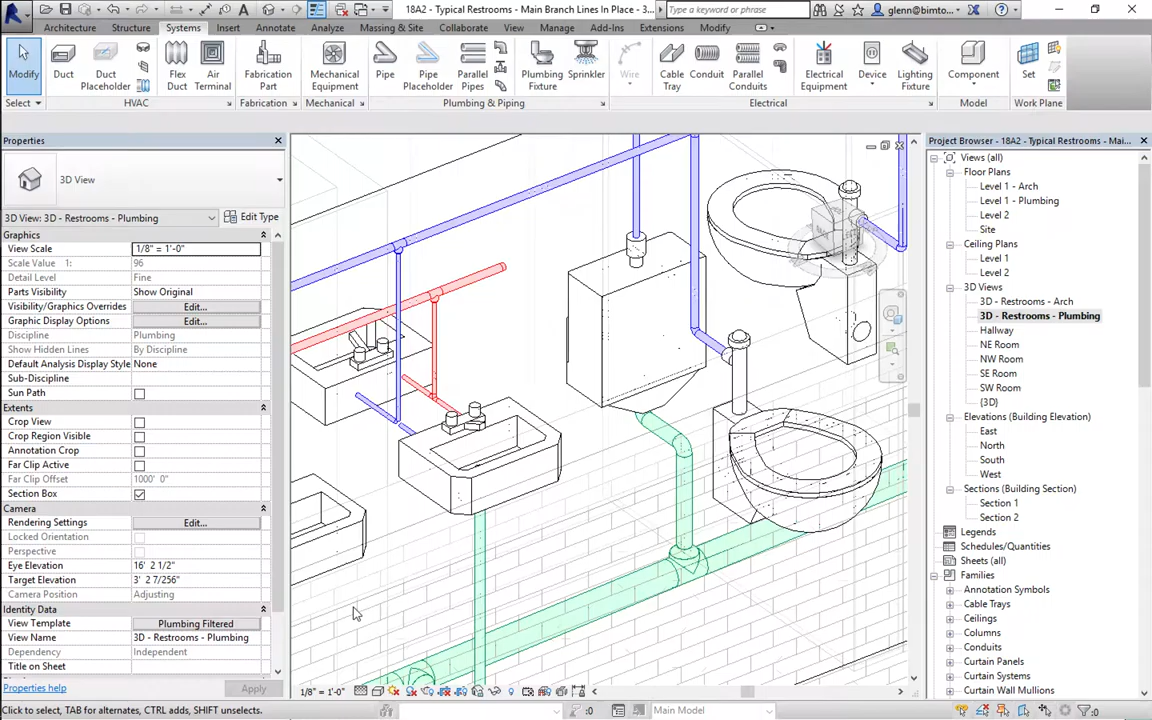 18A2 - Typical Restrooms - Main Branch Lines In Place - 3...
Type a keyword or phrase
glenn@bimto...
Architecture Structure Systems Insert Annotate Analyze Massing & Site Collaborate View Manage Add-Ins Extensions Modify
Modify
Duct
Duct Placeholder
Flex Duct
Air Terminal
Fabrication Part
Mechanical Equipment
Pipe
Pipe Placeholder
Parallel Pipes
Plumbing Fixture
Sprinkler
Wire
Cable Tray
Conduit
Parallel Conduits
Electrical Equipment
Device
Lighting Fixture
Component
Set
Select HVAC Fabrication Mechanical Plumbing & Piping Electrical Model Work Plane
Properties
3D View
3D View: 3D - Restrooms - Plumbing
Edit Type
Graphics
View Scale 1/8" = 1'-0"
Scale Value 1: 96
Detail Level Fine
Parts Visibility Show Original
Visibility/Graphics Overrides Edit...
Graphic Display Options Edit...
Discipline Plumbing
Show Hidden Lines By Discipline
Default Analysis Display Style None
Sub-Discipline
Sun Path
Extents
Crop View
Crop Region Visible
Annotation Crop
Far Clip Active
Far Clip Offset 1000' 0"
Section Box
Camera
Rendering Settings Edit...
Locked Orientation
Perspective
Eye Elevation 16' 2 1/2"
Target Elevation 3' 2 7/256"
Camera Position Adjusting
Identity Data
View Template Plumbing Filtered
View Name 3D - Restrooms - Plumbing
Dependency Independent
Title on Sheet
Properties help
Apply
1/8" = 1'-0"
Project Browser - 18A2 - Typical Restrooms - Mai...
Views (all)
Floor Plans
Level 1 - Arch
Level 1 - Plumbing
Level 2
Site
Ceiling Plans
Level 1
Level 2
3D Views
3D - Restrooms - Arch
3D - Restrooms - Plumbing
Hallway
NE Room
NW Room
SE Room
SW Room
{3D}
Elevations (Building Elevation)
East
North
South
West
Sections (Building Section)
Section 1
Section 2
Legends
Schedules/Quantities
Sheets (all)
Families
Annotation Symbols
Cable Trays
Ceilings
Columns
Conduits
Curtain Panels
Curtain Systems
Curtain Wall Mullions
Click to select, TAB for alternates, CTRL adds, SHIFT unselects.
:0
Main Model
:0